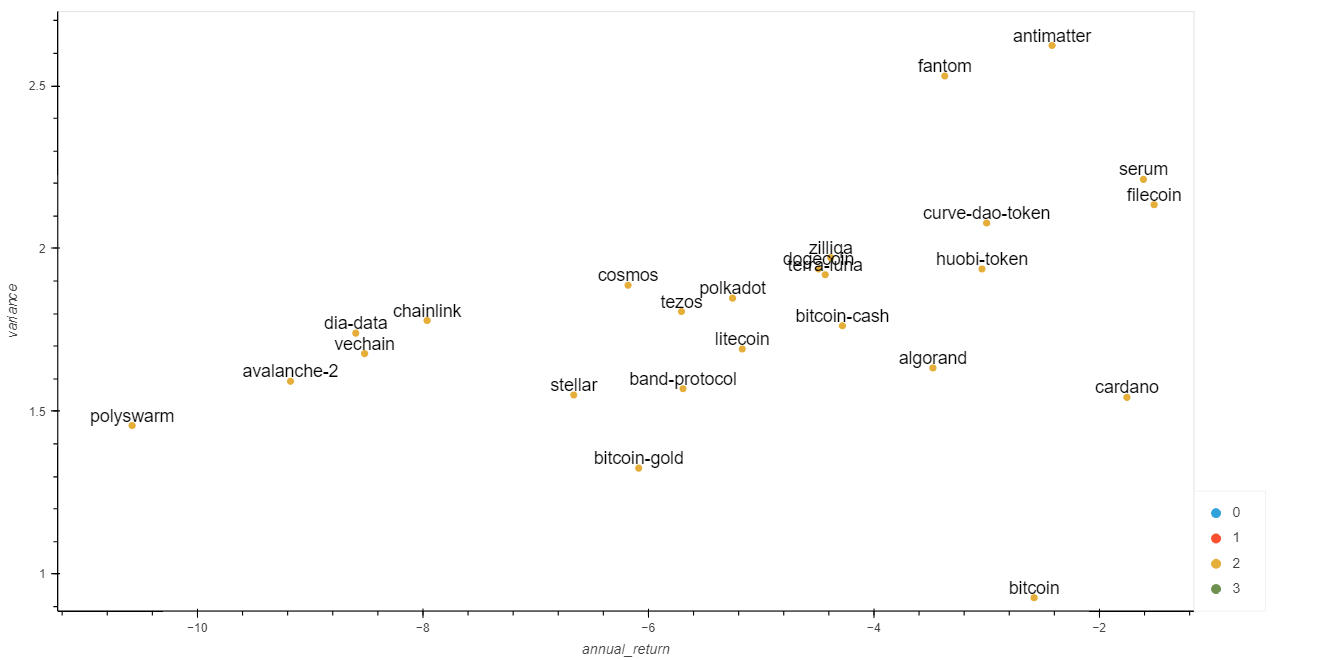 antimatter
fantom
2.5
serum
filecoin
curve-dao-token
zilliqa
2
dogecoin
huobi-token
terra-luna
cosmos
polkadot
tezos
variance
chainlink
bitcoin-cash
dia-data
vechain
litecoin
algorand
avalanche-2
band-protocol
stellar
cardano
1.5
polyswarm
bitcoin-gold
0
1
2
3
1
bitcoin
−10
−8
−6
−4
−2
annual_return